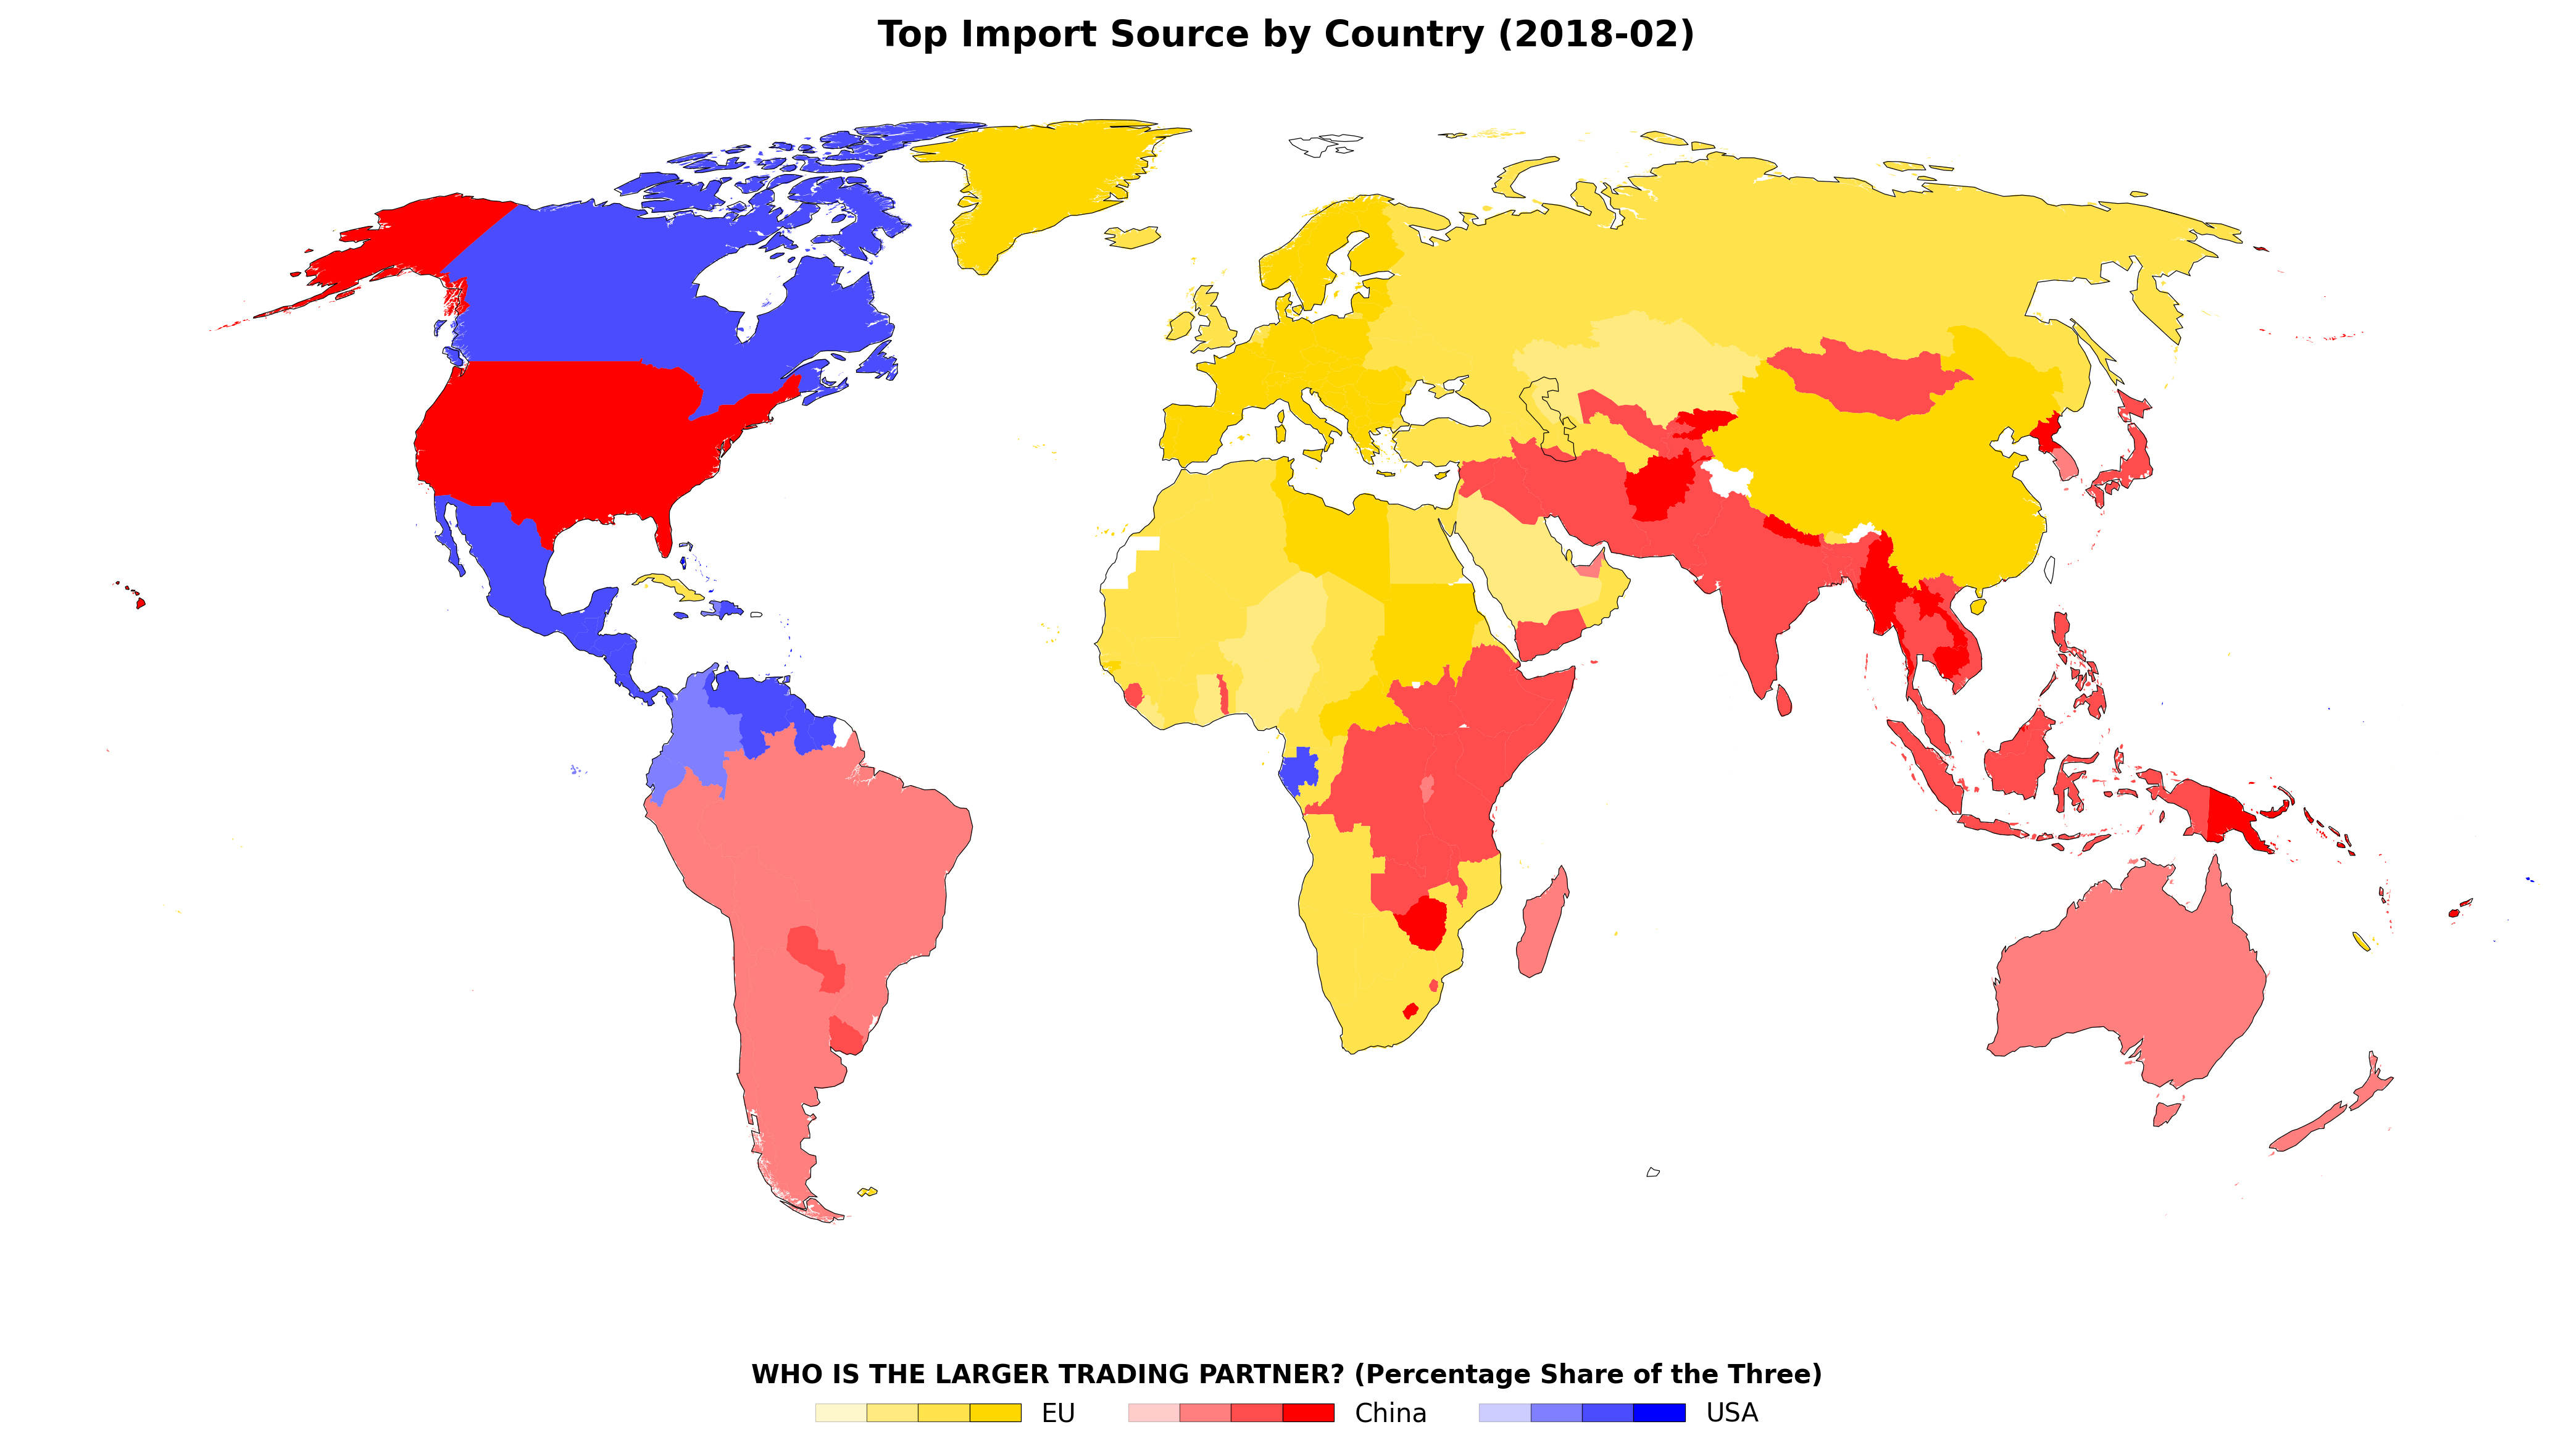 Top Import Source by Country (2018-02)
WHO IS THE LARGER TRADING PARTNER? (Percentage Share of the Three)
EU China USA